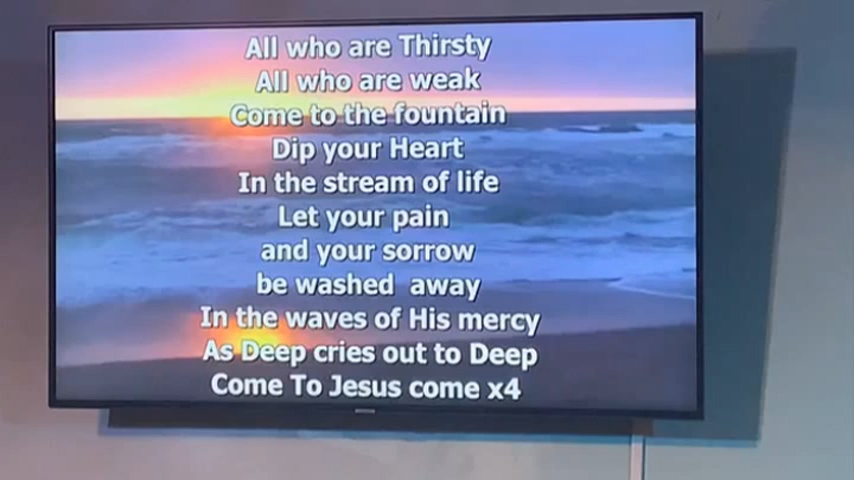 All who are Thirsty
All who are weak
Come to the fountain
Dip your Heart
In the stream of life
Let your pain
and your sorrow
be washed  away
In the waves of His mercy
As Deep cries out to Deep
Come To Jesus come x4